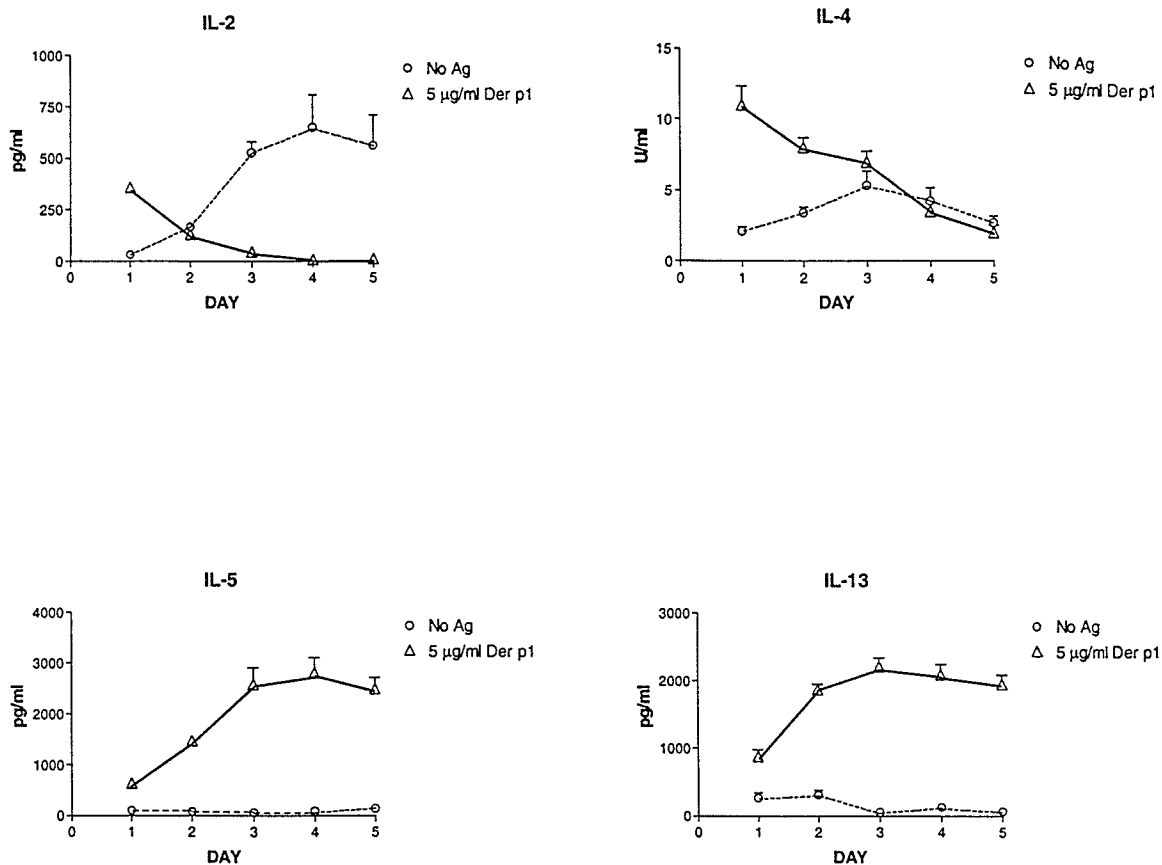 IL-2
1000
750
500
250
0
pg/ml
0 1 2 3 4 5
DAY
No Ag
5 µg/ml Der p1
IL-4
15
10
5
0
U/ml
0 1 2 3 4 5
DAY
No Ag
5 µg/ml Der p1
IL-5
4000
3000
2000
1000
0
pg/ml
0 1 2 3 4 5
DAY
No Ag
5 µg/ml Der p1
IL-13
3000
2000
1000
0
pg/ml
0 1 2 3 4 5
DAY
No Ag
5 µg/ml Der p1